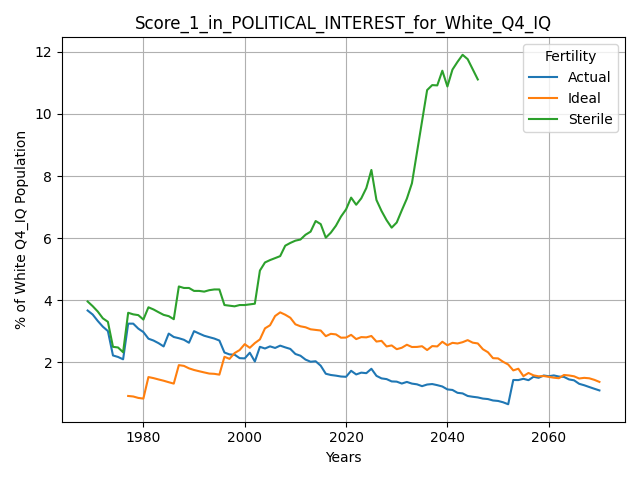 Score_1_in_POLITICAL_INTEREST_for_White_Q4_IQ
Fertility
Actual
Ideal
Sterile
% of White Q4_IQ Population
12
10
8
6
4
2
1980
2000
2020
2040
2060
Years